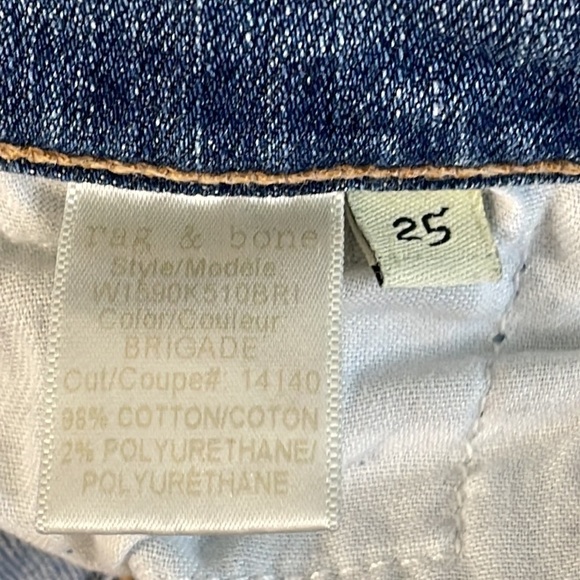 rag & bone
Style/Modele
W1590K510BRI
Color/Couleur
BRIGADE
Cut/Coupe#: 14140
98% COTTON/COTON
2% POLYURETHANE/
POLYURÉTHANE
25